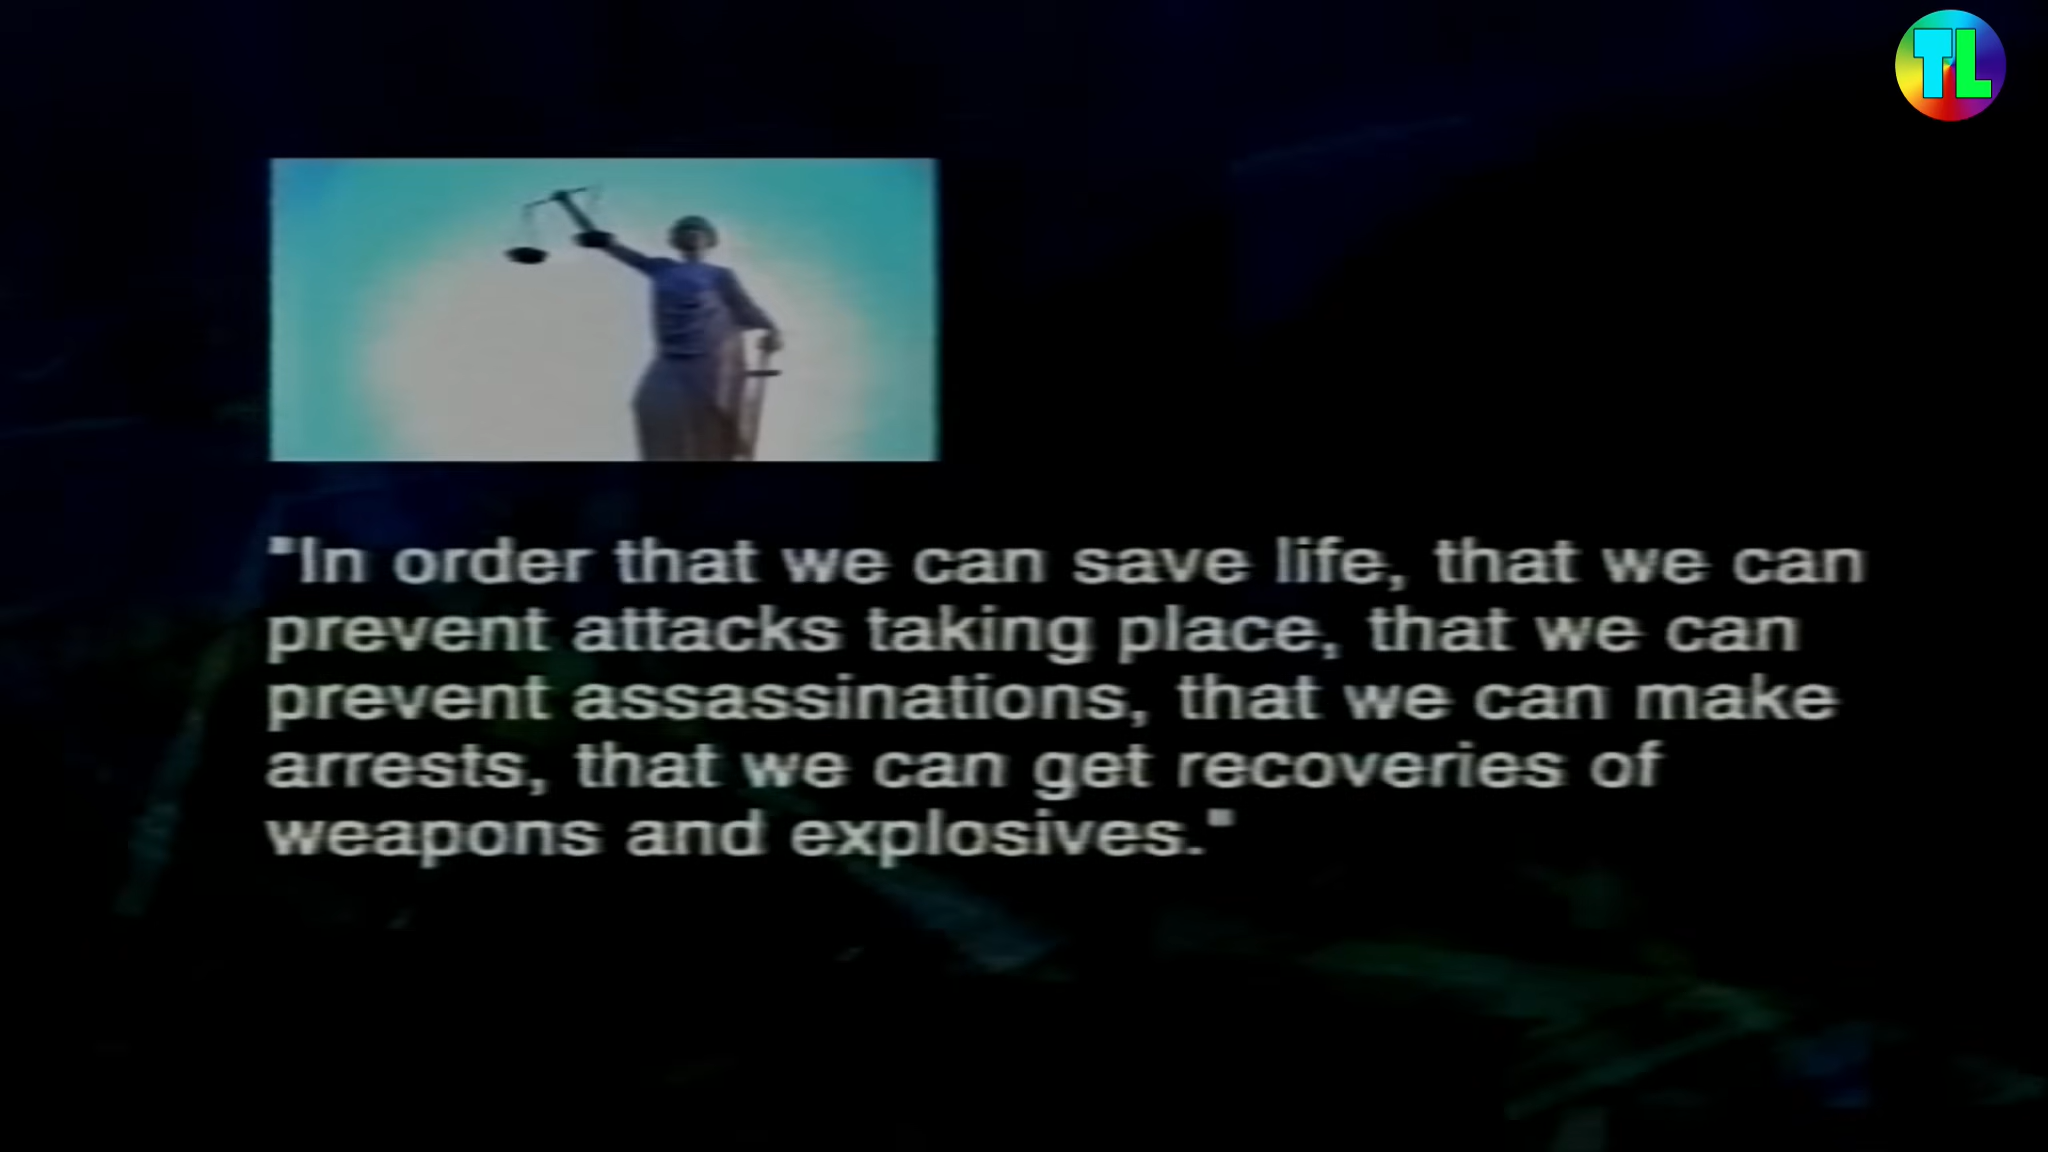 TL
"In order that we can save life, that we can
prevent attacks taking place, that we can
prevent assassinations, that we can make
arrests, that we can get recoveries of
weapons and explosives."